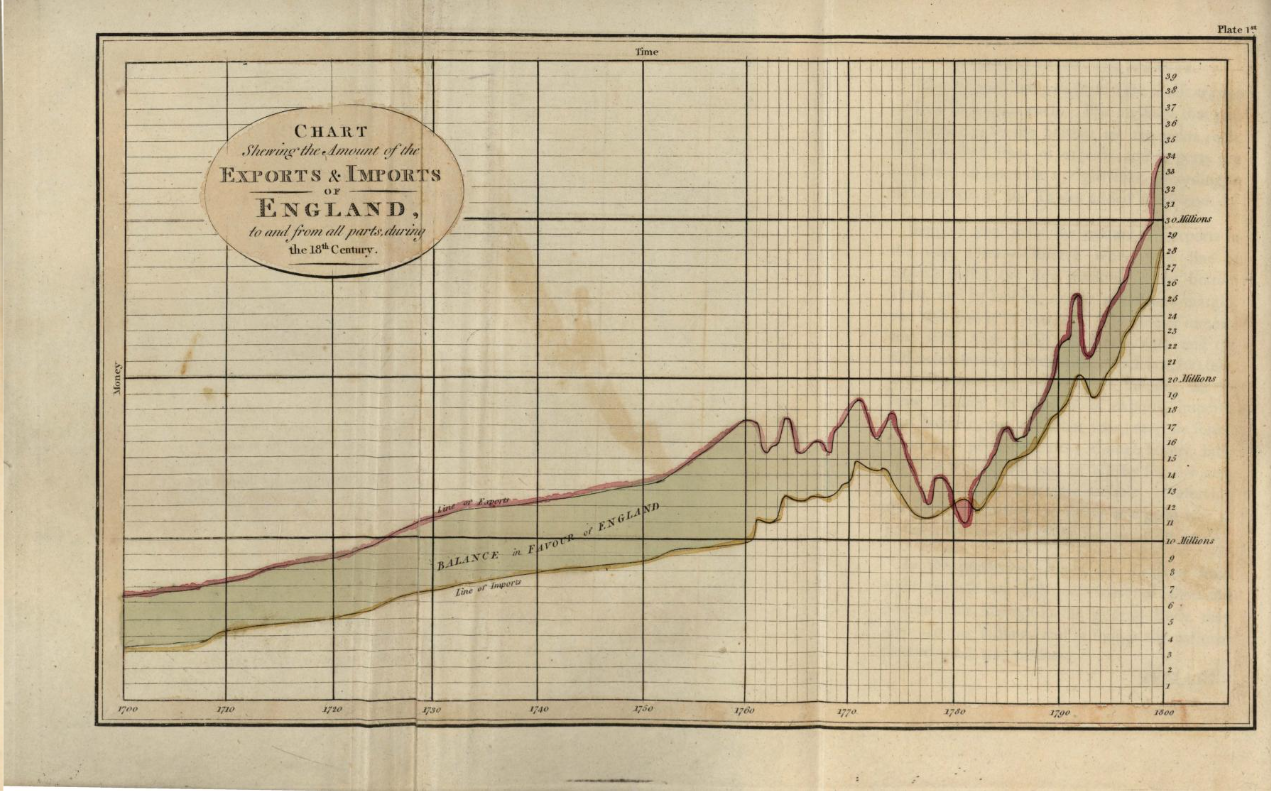 Plate 1st
Time
CHART
Shewing the Amount of the
EXPORTS & IMPORTS
OF
ENGLAND,
to and from all parts, during
the 18th Century.
Money
39
38
37
36
35
34
33
32
31
30 Millions
29
28
27
26
25
24
23
22
21
20 Millions
19
18
17
16
15
14
13
12
11
10 Millions
9
8
7
6
5
4
3
2
1
Line of Exports
BALANCE in FAVOUR of ENGLAND
Line of Imports
1700 1710 1720 1730 1740 1750 1760 1770 1780 1790 1800